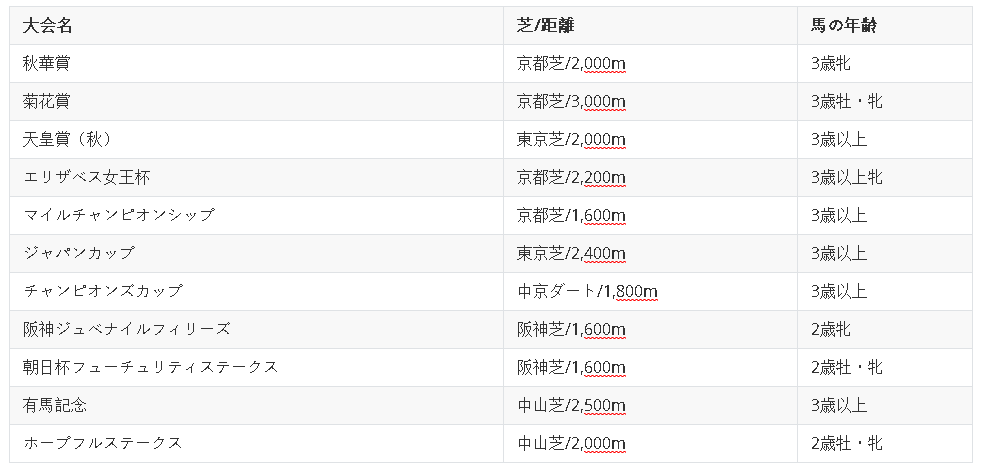 大会名 芝/距離 馬の年齢
秋華賞 京都芝/2,000m 3歳牝
菊花賞 京都芝/3,000m 3歳牡・牝
天皇賞（秋） 東京芝/2,000m 3歳以上
エリザベス女王杯 京都芝/2,200m 3歳以上牝
マイルチャンピオンシップ 京都芝/1,600m 3歳以上
ジャパンカップ 東京芝/2,400m 3歳以上
チャンピオンズカップ 中京ダート/1,800m 3歳以上
阪神ジュベナイルフィリーズ 阪神芝/1,600m 2歳牝
朝日杯フューチュリティステークス 阪神芝/1,600m 2歳牡・牝
有馬記念 中山芝/2,500m 3歳以上
ホープフルステークス 中山芝/2,000m 2歳牡・牝